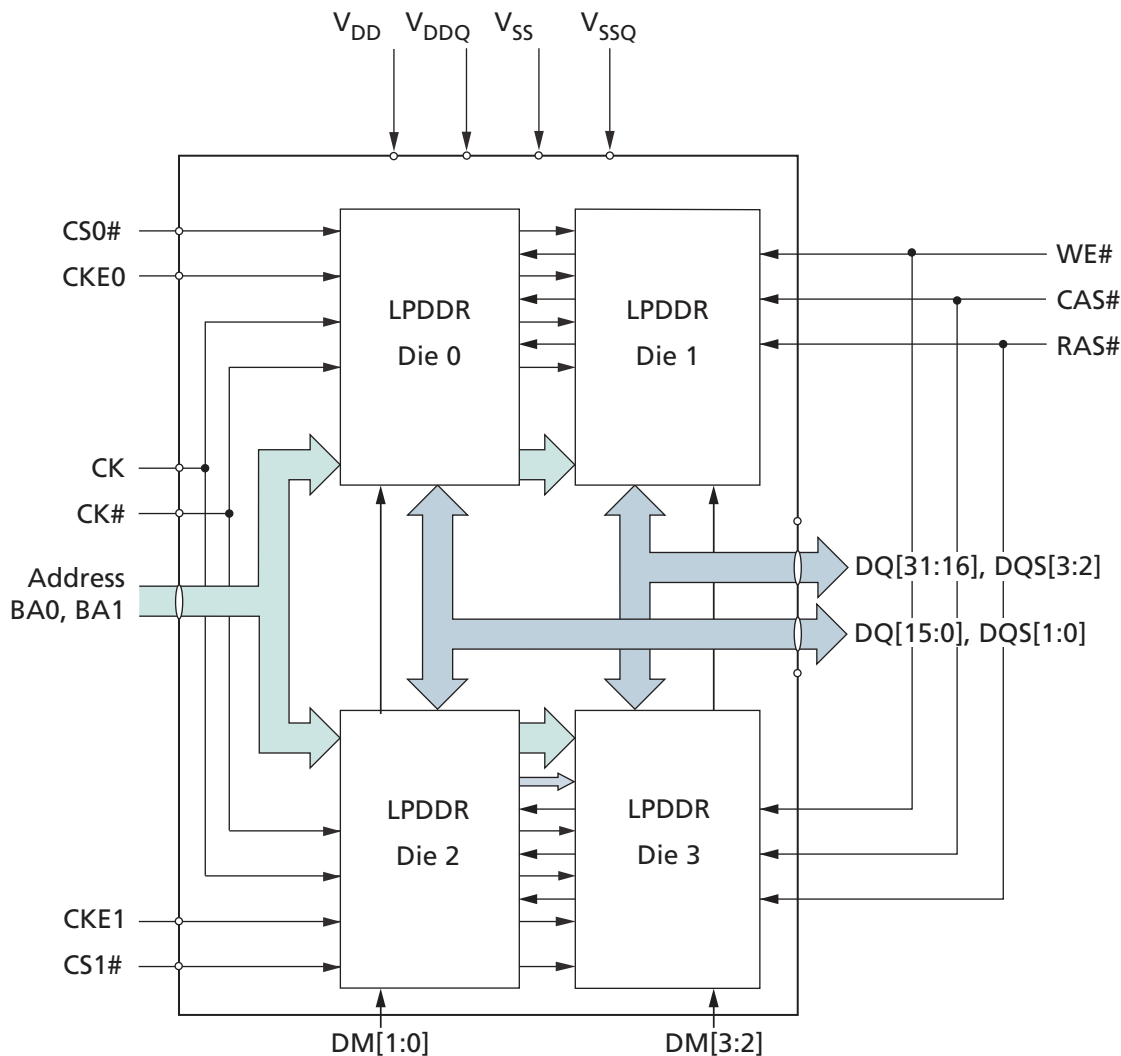 VDD VDDQ VSS VSSQ
CS0#
CKE0
CK
CK#
Address
BA0, BA1
CKE1
CS1#
LPDDR
Die 0
LPDDR
Die 1
WE#
CAS#
RAS#
DQ[31:16], DQS[3:2]
DQ[15:0], DQS[1:0]
LPDDR
Die 2
LPDDR
Die 3
DM[1:0]
DM[3:2]